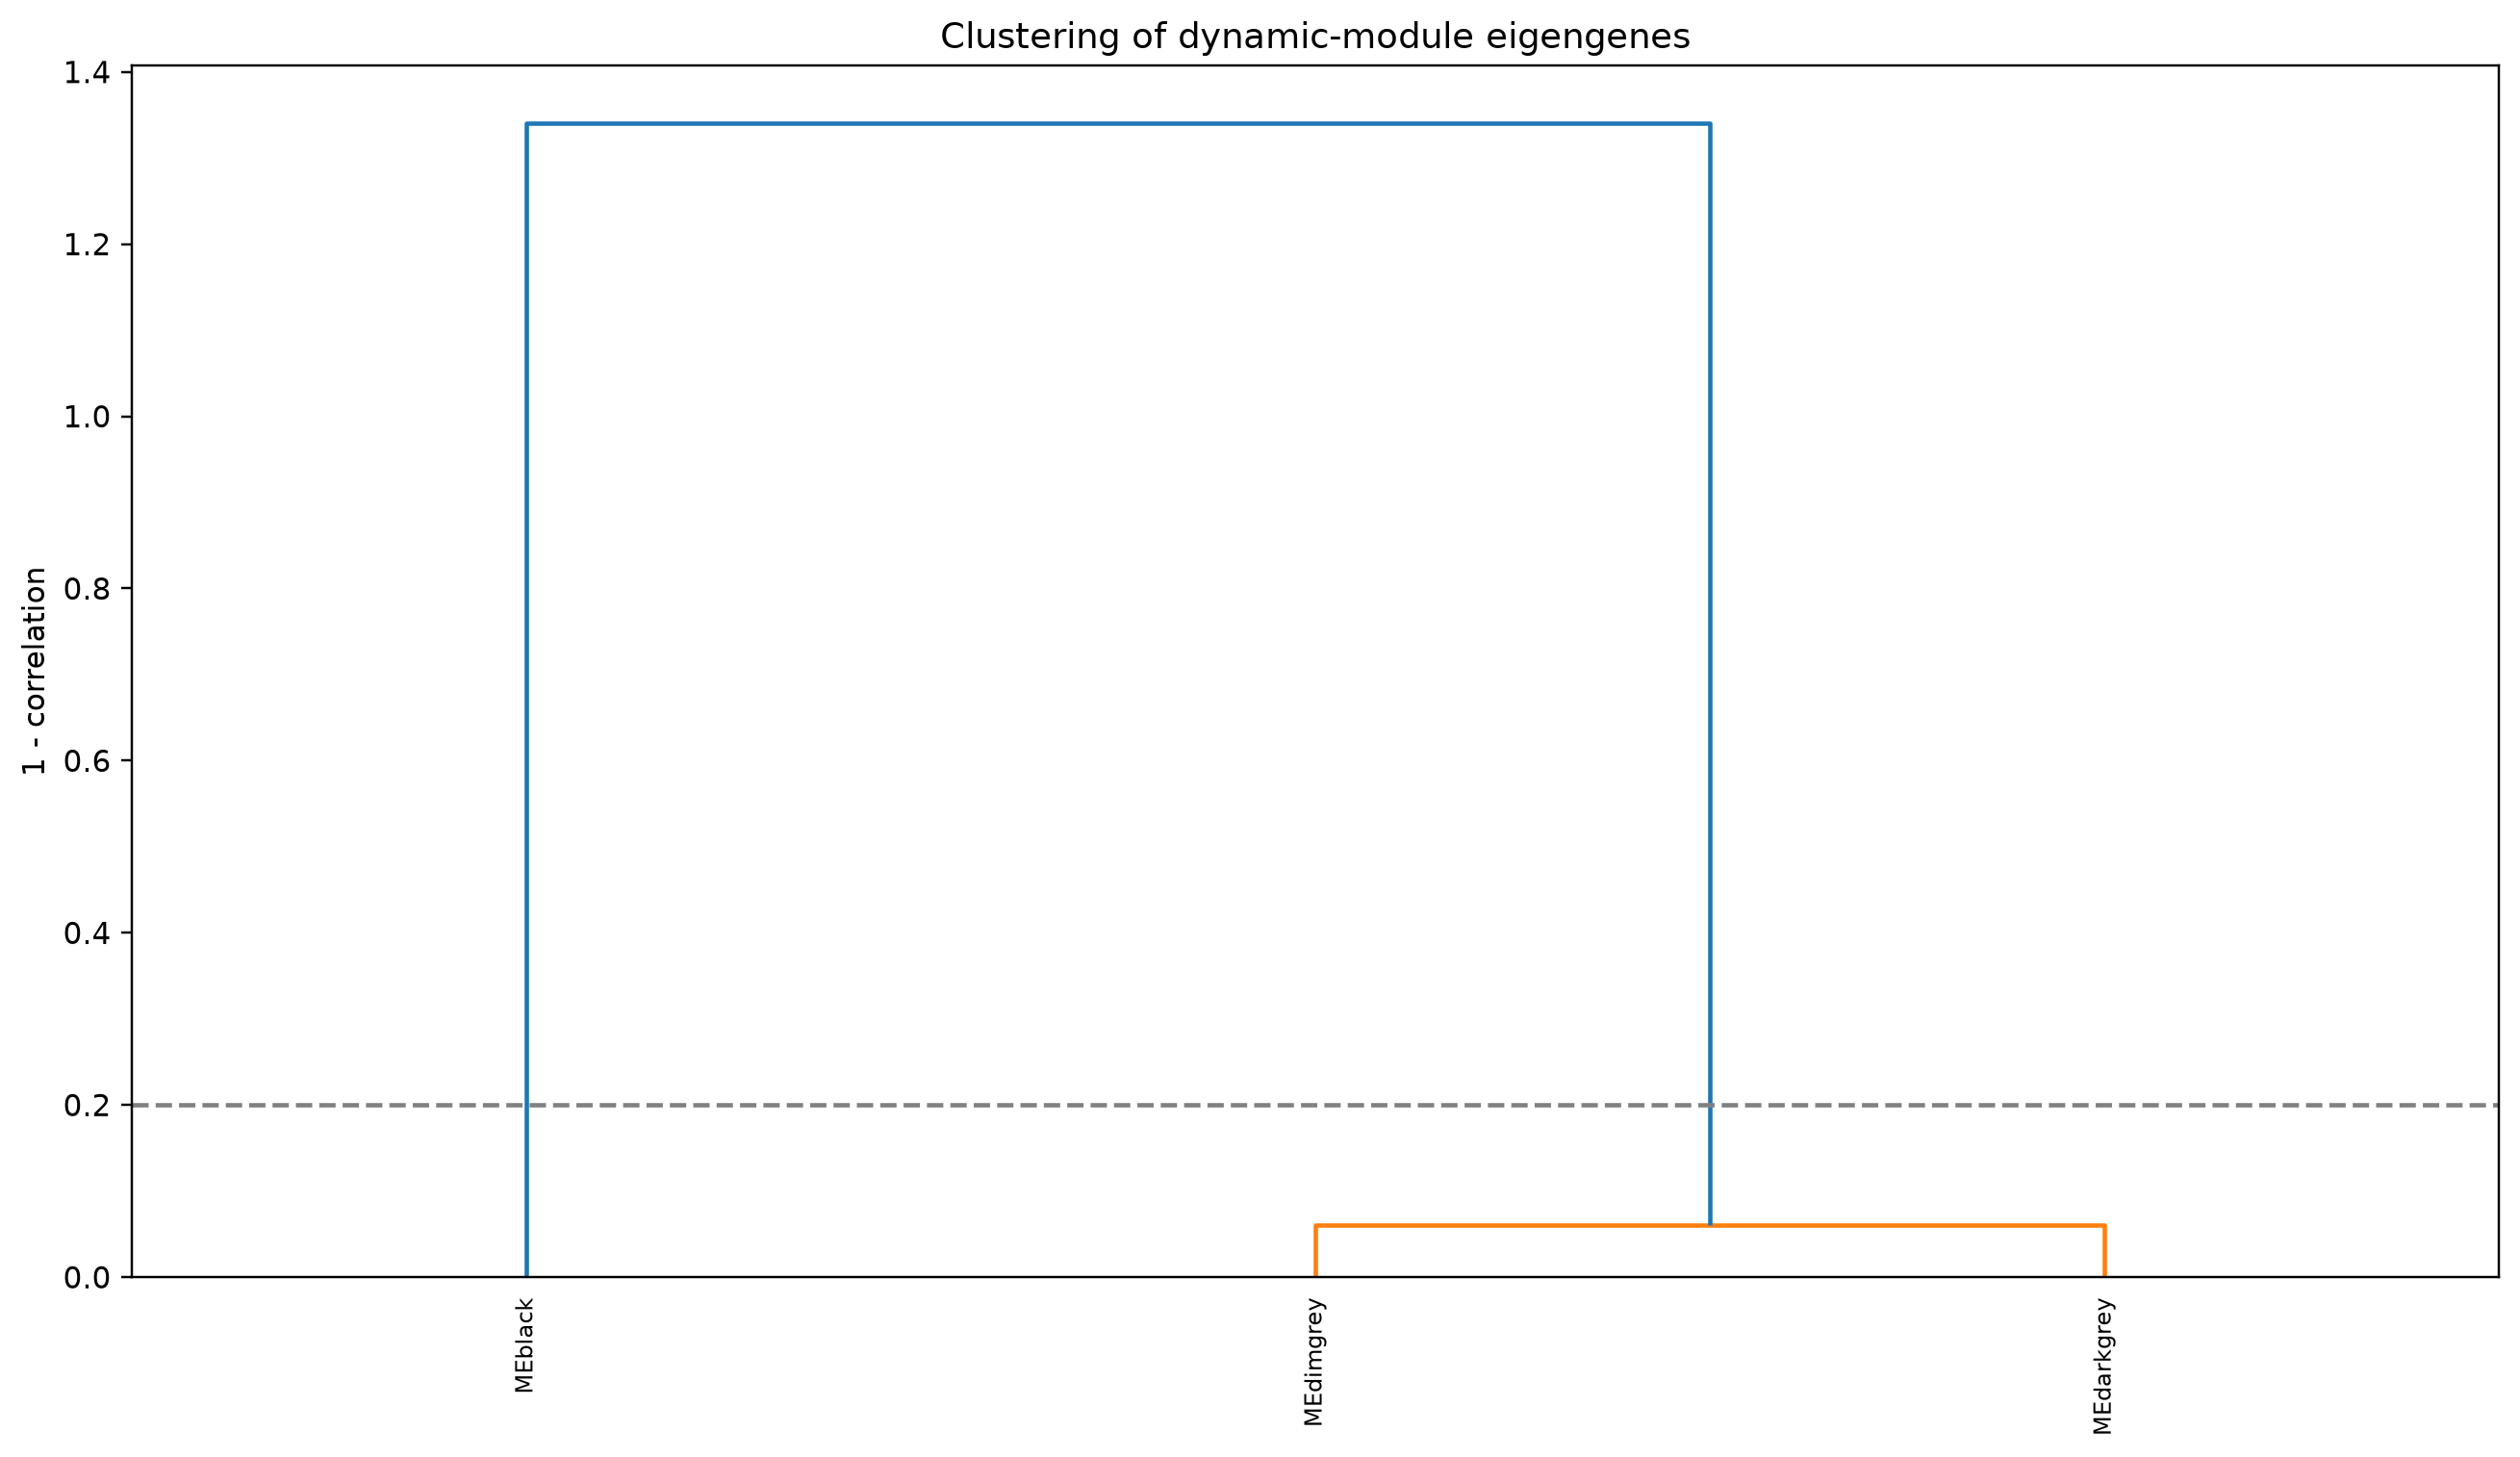 Clustering of dynamic-module eigengenes
1 - correlation
1.4
1.2
1.0
0.8
0.6
0.4
0.2
0.0
MEblack
MEdimgrey
MEdarkgrey